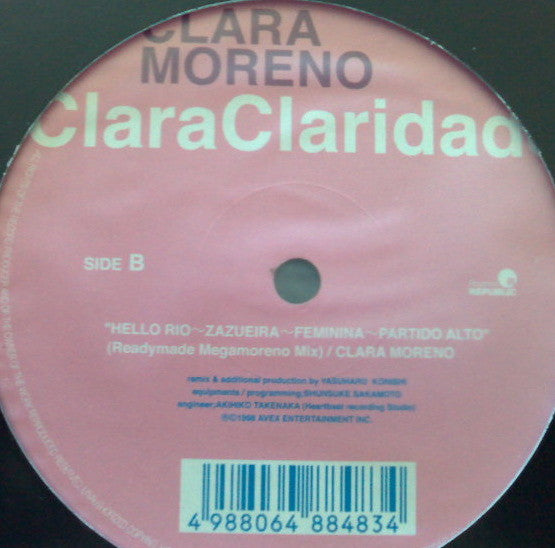 CLARA
MORENO
ClaraClaridad
SIDE B
REPUBLIC
"HELLO RIO～ZAZUEIRA～FEMININA～PARTIDO ALTO"
(Readymade Megamoreno Mix) / CLARA MORENO
remix & additional production by YASUHARU KONISHI
equipments / programming;SHUNSUKE SAKAMOTO
engineer;AKIHIKO TAKENAKA (Heartbeat recording Studio)
℗©1998 AVEX ENTERTAINMENT INC.
4 988064 884834